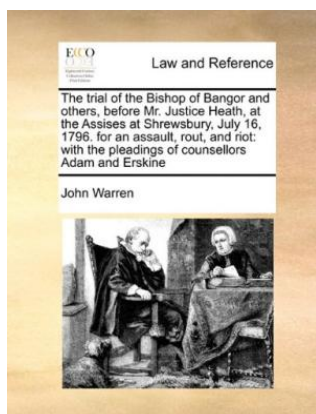 ECCO
Law and Reference
The trial of the Bishop of Bangor and
others, before Mr. Justice Heath, at
the Assises at Shrewsbury, July 16,
1796. for an assault, rout, and riot:
with the pleadings of counsellors
Adam and Erskine
John Warren